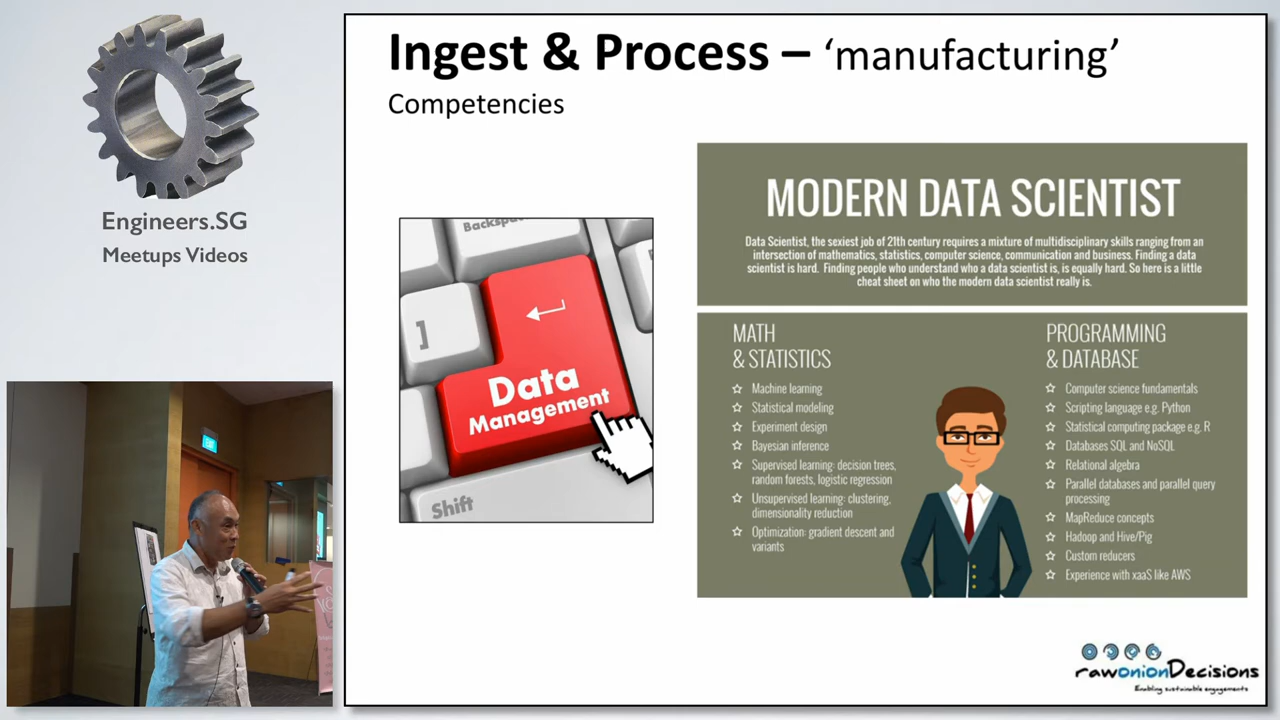 Engineers.SG
Meetups Videos
Ingest & Process – ‘manufacturing’
Competencies
Backsp
]
Data
Management
Shift
MODERN DATA SCIENTIST
Data Scientist, the sexiest job of 21th century requires a mixture of multidisciplinary skills ranging from an
intersection of mathematics, statistics, computer science, communication and business. Finding a data
scientist is hard. Finding people who understand who a data scientist is, is equally hard. So here is a little
cheat sheet on who the modern data scientist really is.
MATH
& STATISTICS
Machine learning
Statistical modeling
Experiment design
Bayesian inference
Supervised learning: decision trees,
random forests, logistic regression
Unsupervised learning: clustering,
dimensionality reduction
Optimization: gradient descent and
variants
PROGRAMMING
& DATABASE
Computer science fundamentals
Scripting language e.g. Python
Statistical computing package e.g. R
Databases SQL and NoSQL
Relational algebra
Parallel databases and parallel query
processing
MapReduce concepts
Hadoop and Hive/Pig
Custom reducers
Experience with xaaS like AWS
rawonionDecisions
Enabling sustainable engagements